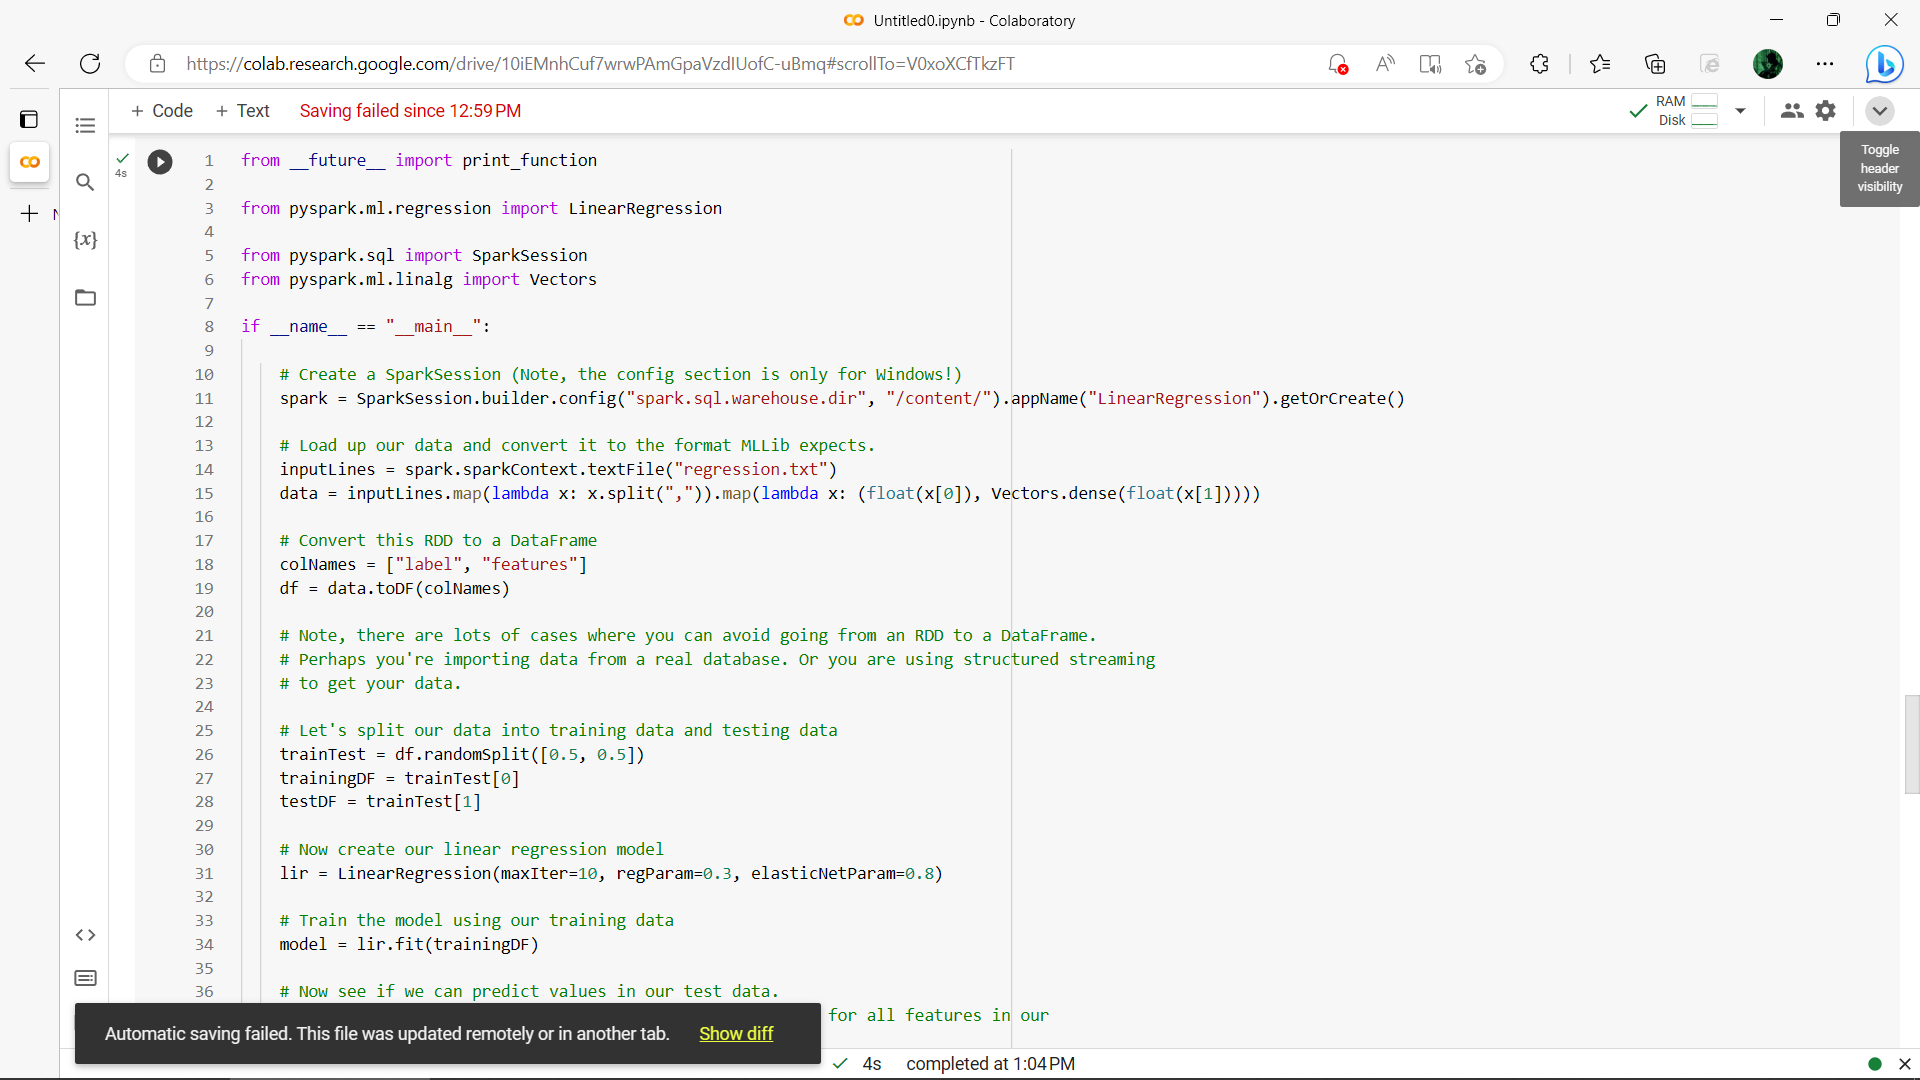 Untitled0.ipynb - Colaboratory
https://colab.research.google.com/drive/10iEMnhCuf7wrwPAmGpaVzdIUofC-uBmq#scrollTo=V0xoXCfTkzFT
+ Code + Text Saving failed since 12:59 PM
RAM
Disk
Toggle
header
visibility
4s
1 from __future__ import print_function
2
3 from pyspark.ml.regression import LinearRegression
4
5 from pyspark.sql import SparkSession
6 from pyspark.ml.linalg import Vectors
7
8 if __name__ == "__main__":
9
10 # Create a SparkSession (Note, the config section is only for Windows!)
11 spark = SparkSession.builder.config("spark.sql.warehouse.dir", "/content/").appName("LinearRegression").getOrCreate()
12
13 # Load up our data and convert it to the format MLLib expects.
14 inputLines = spark.sparkContext.textFile("regression.txt")
15 data = inputLines.map(lambda x: x.split(",")).map(lambda x: (float(x[0]), Vectors.dense(float(x[1]))))
16
17 # Convert this RDD to a DataFrame
18 colNames = ["label", "features"]
19 df = data.toDF(colNames)
20
21 # Note, there are lots of cases where you can avoid going from an RDD to a DataFrame.
22 # Perhaps you're importing data from a real database. Or you are using structured streaming
23 # to get your data.
24
25 # Let's split our data into training data and testing data
26 trainTest = df.randomSplit([0.5, 0.5])
27 trainingDF = trainTest[0]
28 testDF = trainTest[1]
29
30 # Now create our linear regression model
31 lir = LinearRegression(maxIter=10, regParam=0.3, elasticNetParam=0.8)
32
33 # Train the model using our training data
34 model = lir.fit(trainingDF)
35
36 # Now see if we can predict values in our test data.
for all features in our
Automatic saving failed. This file was updated remotely or in another tab. Show diff
4s completed at 1:04 PM